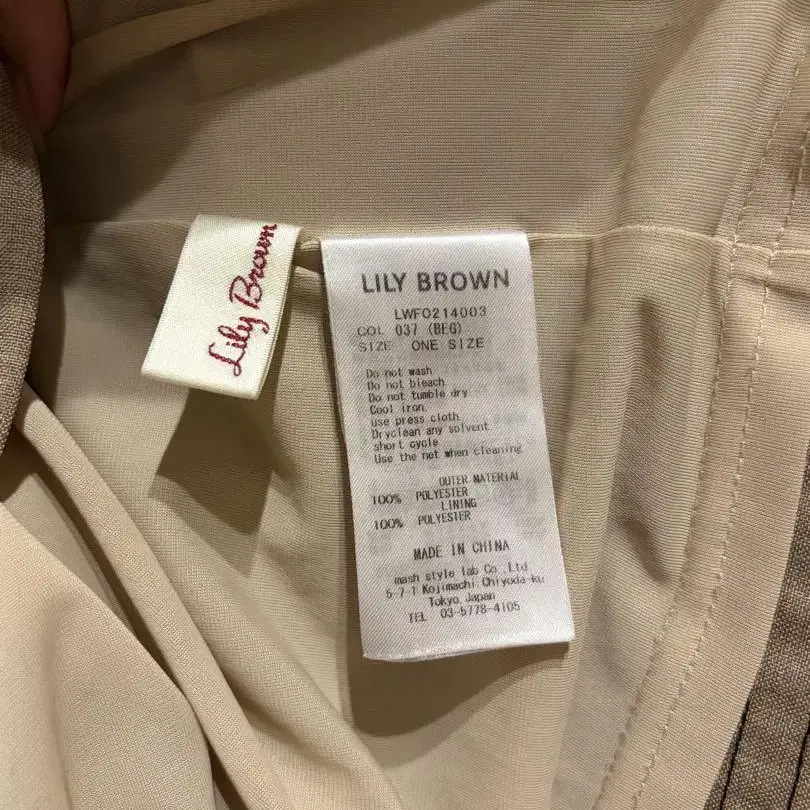 Lily Brown
LILY BROWN
LWFO214003
COL 037 (BEG)
SIZE ONE SIZE
Do not wash
Do not bleach
Do not tumble dry
Cool iron,
use press cloth
Dryclean any solvent
short cycle
Use the net when cleaning
OUTER MATERIAL
100% POLYESTER
LINING
100% POLYESTER
MADE IN CHINA
mash style lab Co.,Ltd
5-7-1 Kojimachi,Chiyoda-ku
Tokyo,Japan
TEL 03-5778-4105